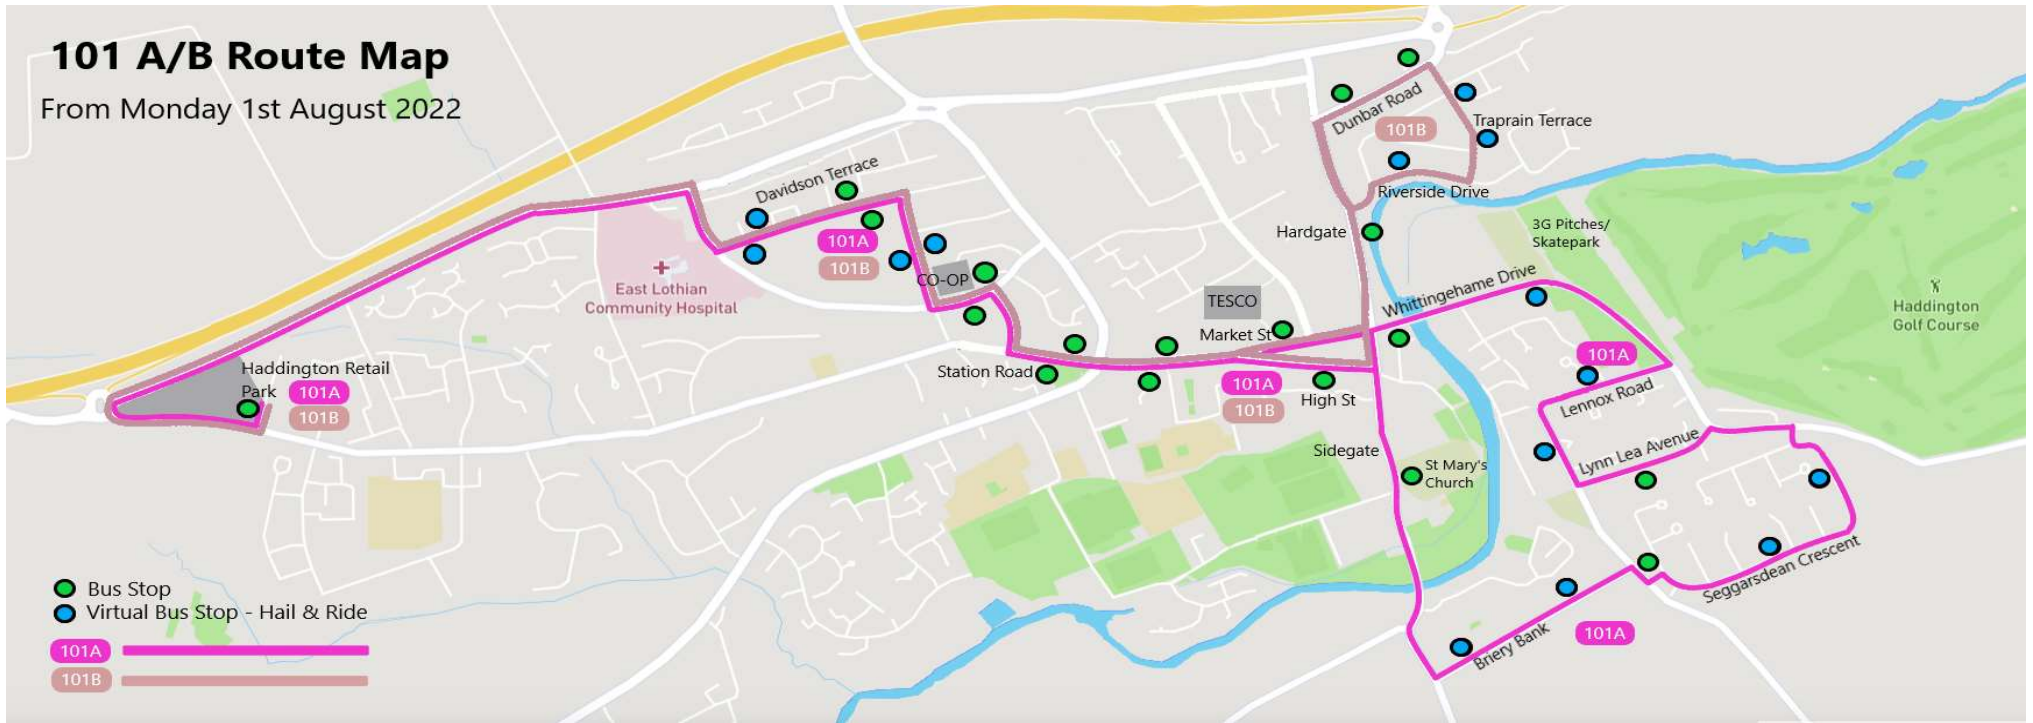 101 A/B Route Map
From Monday 1st August 2022
Dunbar Road
101B
Traprain Terrace
Riverside Drive
Davidson Terrace
101A
101B
Hardgate
3G Pitches/
Skatepark
CO-OP
East Lothian
Community Hospital
TESCO
Market St
Whittingehame Drive
Haddington
Golf Course
Haddington Retail
Park
101A
101B
Station Road
101A
101B
High St
101A
Lennox Road
Sidegate
Lynn Lea Avenue
St Mary's
Church
Seggarsdean Crescent
Briery Bank
101A
Bus Stop
Virtual Bus Stop - Hail & Ride
101A
101B